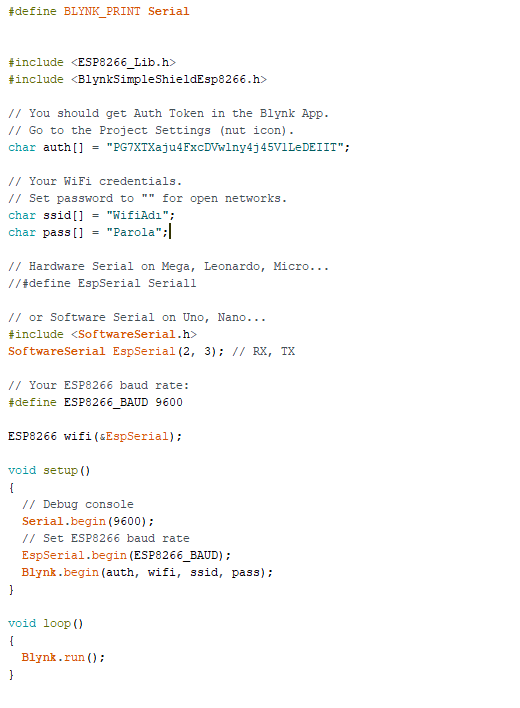 #define BLYNK_PRINT Serial
#include <ESP8266_Lib.h>
#include <BlynkSimpleShieldEsp8266.h>
// You should get Auth Token in the Blynk App.
// Go to the Project Settings (nut icon).
char auth[] = "PG7XTXaju4FxcDVwlny4j45VlLeDEIIT";
// Your WiFi credentials.
// Set password to "" for open networks.
char ssid[] = "WifiAdı";
char pass[] = "Parola";
// Hardware Serial on Mega, Leonardo, Micro...
//#define EspSerial Serial1
// or Software Serial on Uno, Nano...
#include <SoftwareSerial.h>
SoftwareSerial EspSerial(2, 3); // RX, TX
// Your ESP8266 baud rate:
#define ESP8266_BAUD 9600
ESP8266 wifi(&EspSerial);
void setup()
{
  // Debug console
  Serial.begin(9600);
  // Set ESP8266 baud rate
  EspSerial.begin(ESP8266_BAUD);
  Blynk.begin(auth, wifi, ssid, pass);
}
void loop()
{
  Blynk.run();
}